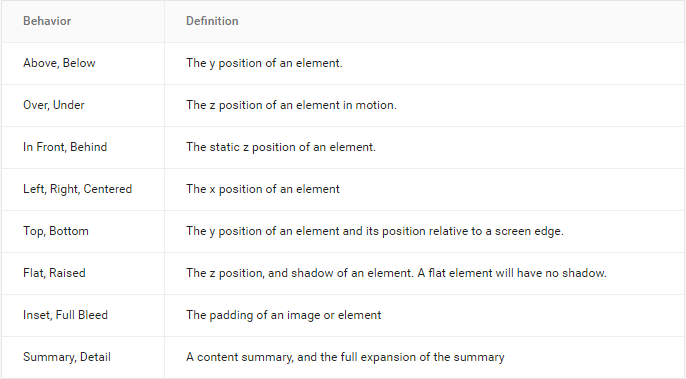 Behavior Definition
Above, Below The y position of an element.
Over, Under The z position of an element in motion.
In Front, Behind The static z position of an element.
Left, Right, Centered The x position of an element
Top, Bottom The y position of an element and its position relative to a screen edge.
Flat, Raised The z position, and shadow of an element. A flat element will have no shadow.
Inset, Full Bleed The padding of an image or element
Summary, Detail A content summary, and the full expansion of the summary